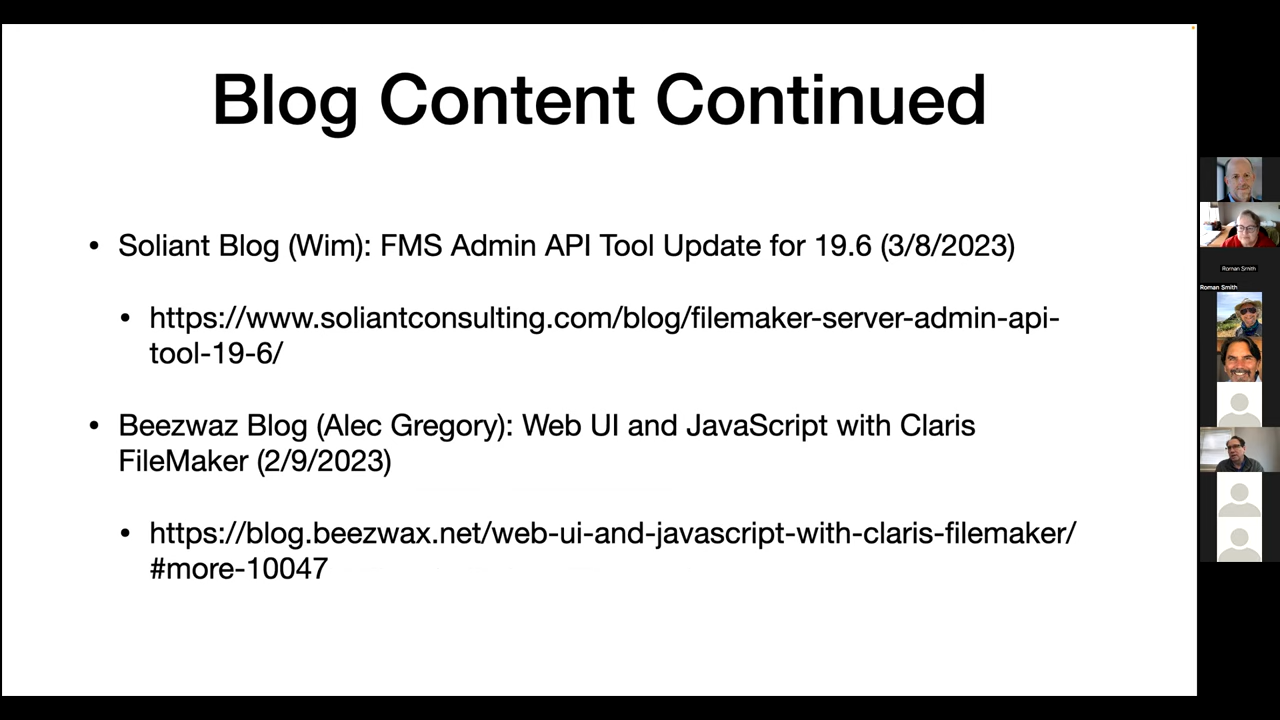 Blog Content Continued
• Soliant Blog (Wim): FMS Admin API Tool Update for 19.6 (3/8/2023)
• https://www.soliantconsulting.com/blog/filemaker-server-admin-api-
tool-19-6/
• Beezwaz Blog (Alec Gregory): Web UI and JavaScript with Claris
FileMaker (2/9/2023)
• https://blog.beezwax.net/web-ui-and-javascript-with-claris-filemaker/
#more-10047
Roman Smith
Roman Smith